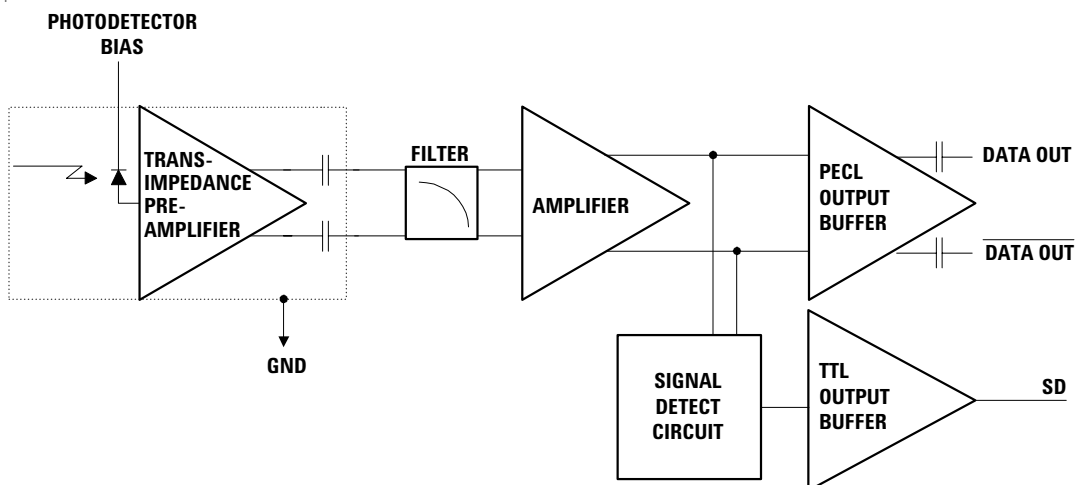 PHOTODETECTOR
BIAS
TRANS-
IMPEDANCE
PRE-
AMPLIFIER
FILTER
AMPLIFIER
PECL
OUTPUT
BUFFER
DATA OUT
DATA OUT
GND
SIGNAL
DETECT
CIRCUIT
TTL
OUTPUT
BUFFER
SD